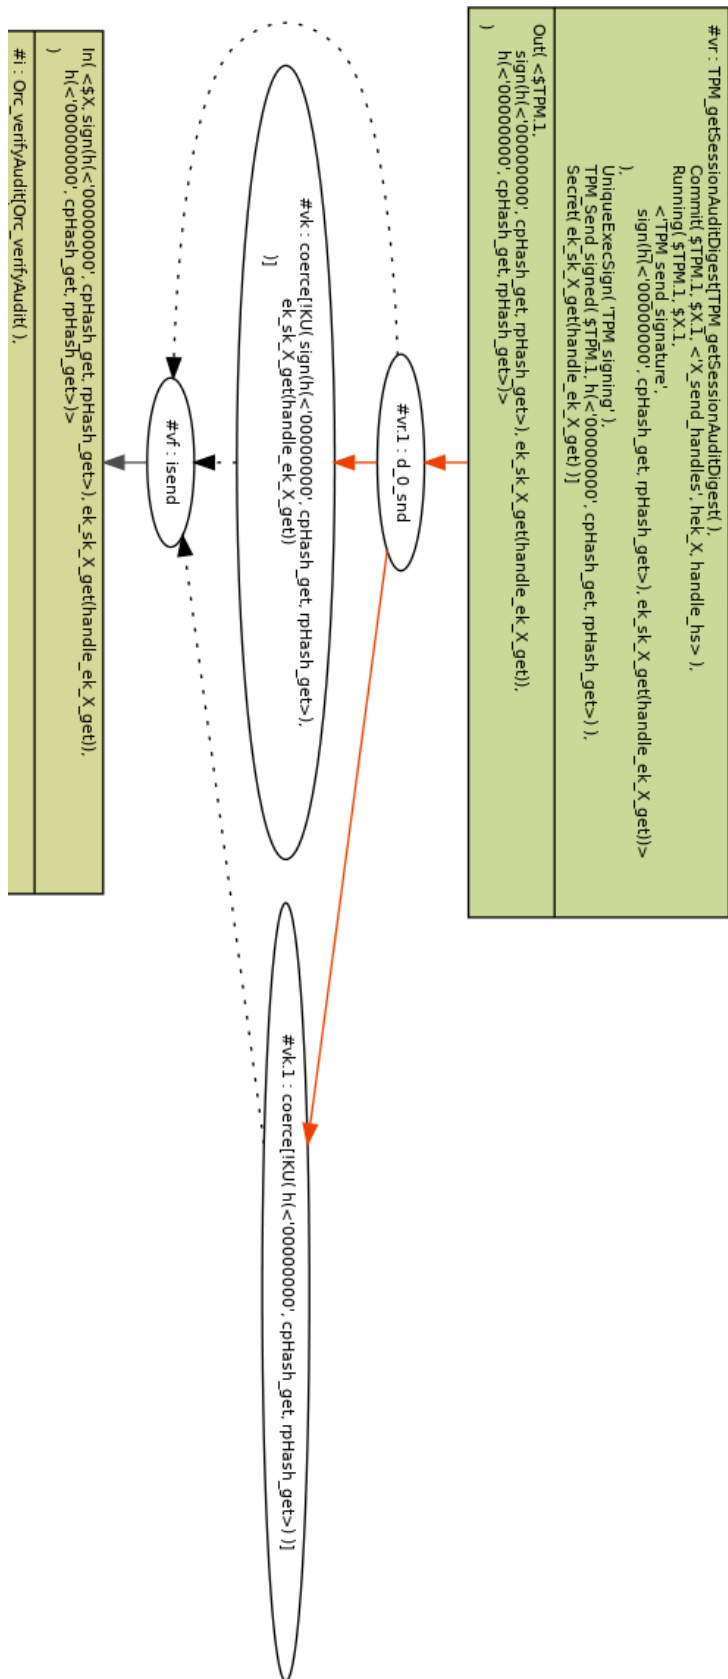 #vr : TPM_getSessionAuditDigest[TPM_getSessionAuditDigest( ),
Commit( $TPM.1, $X.1, <'X_send_handles', hek_X, handle_hs> ),
Running( $TPM.1, $X.1,
<'TPM_send_signature',
sign(h(<'00000000', cpHash_get, rpHash_get>), ek_sk_X_get(handle_ek_X_get))>
),
UniqueExecSign( 'TPM_signing' ),
TPM_Send_signed( $TPM.1, h(<'00000000', cpHash_get, rpHash_get>) ),
Secret( ek_sk_X_get(handle_ek_X_get) )]
Out( <$TPM.1,
sign(h(<'00000000', cpHash_get, rpHash_get>), ek_sk_X_get(handle_ek_X_get)),
h(<'00000000', cpHash_get, rpHash_get>)>
)
#vr.1 : d_0_snd
#vk : coerce[!KU( sign(h(<'00000000', cpHash_get, rpHash_get>),
ek_sk_X_get(handle_ek_X_get))
)]
#vk.1 : coerce[!KU( h(<'00000000', cpHash_get, rpHash_get>) )]
#vf : isend
In( <$X, sign(h(<'00000000', cpHash_get, rpHash_get>), ek_sk_X_get(handle_ek_X_get)),
h(<'00000000', cpHash_get, rpHash_get>)>
)
#i : Orc_verifyAudit[Orc_verifyAudit( ),